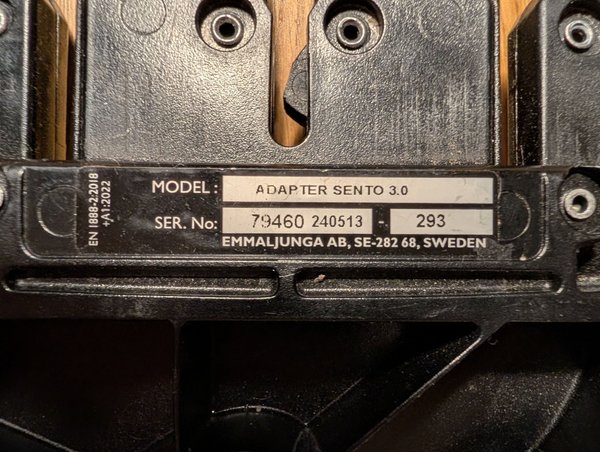 EN 1888-2:2018
+A1:2022
MODEL: ADAPTER SENTO 3.0
SER. No: 79460 240513 - 293
EMMALJUNGA AB, SE-282 68, SWEDEN